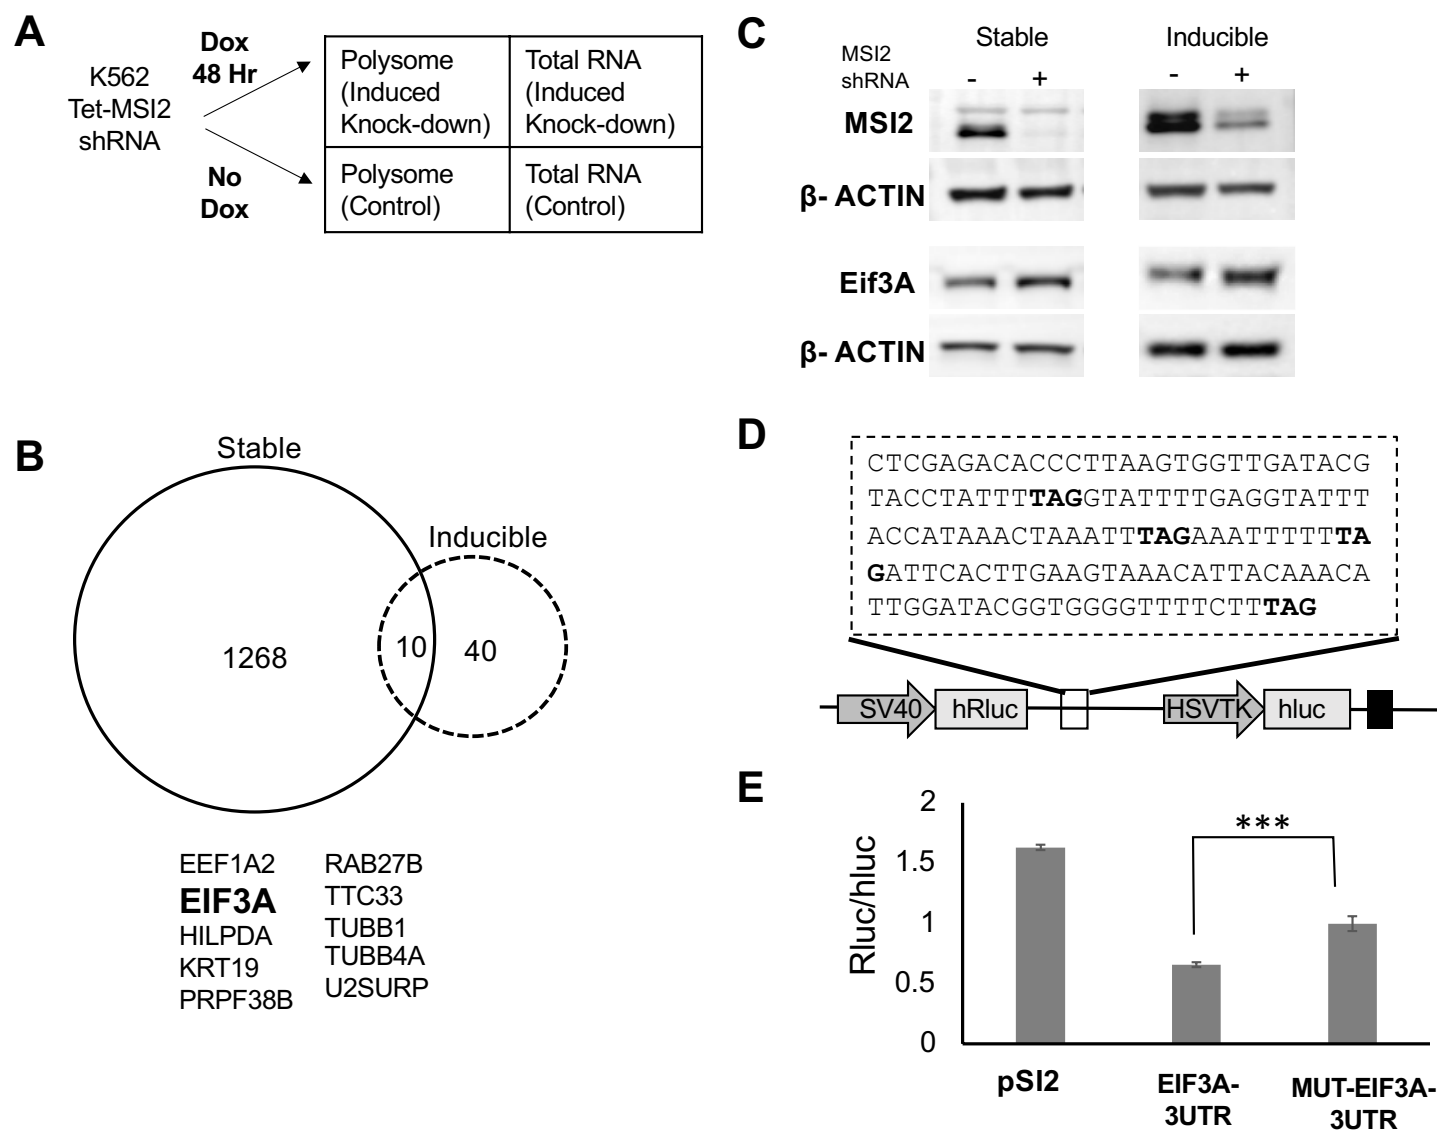 A
K562
Tet-MSI2
shRNA
Dox
48 Hr
No
Dox
Polysome
(Induced
Knock-down)
Total RNA
(Induced
Knock-down)
Polysome
(Control)
Total RNA
(Control)
B
Stable
Inducible
1268
10
40
EEF1A2
EIF3A
HILPDA
KRT19
PRPF38B
RAB27B
TTC33
TUBB1
TUBB4A
U2SURP
C
MSI2
shRNA
Stable
Inducible
- + - +
MSI2
β- ACTIN
Eif3A
β- ACTIN
D
CTCGAGACACCCTTAAGTGGTTGATACG
TACCTATTTTAGGTATTTTGAGGTATTT
ACCATAAACTAAATTTAGAAATTTTTTA
GATTCACTTGAAGTAAACATTACAAACA
TTGGATACGGTGGGGTTTTCTTTAG
SV40
hRluc
HSVTK
hluc
E
Rluc/hluc
2
1.5
1
0.5
0
***
pSI2
EIF3A-
3UTR
MUT-EIF3A-
3UTR